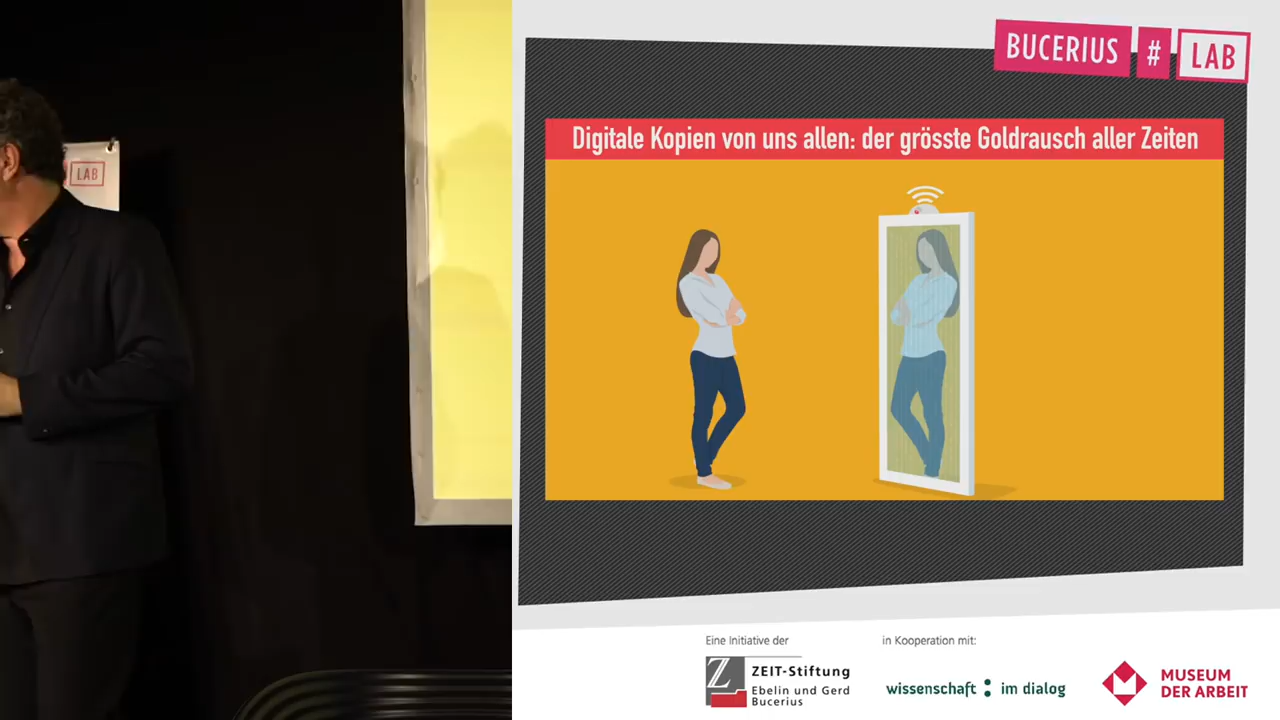 LAB
BUCERIUS # LAB
Digitale Kopien von uns allen: der grösste Goldrausch aller Zeiten
Eine Initiative der
ZEIT-Stiftung
Ebelin und Gerd
Bucerius
in Kooperation mit:
wissenschaft : im dialog
MUSEUM
DER ARBEIT